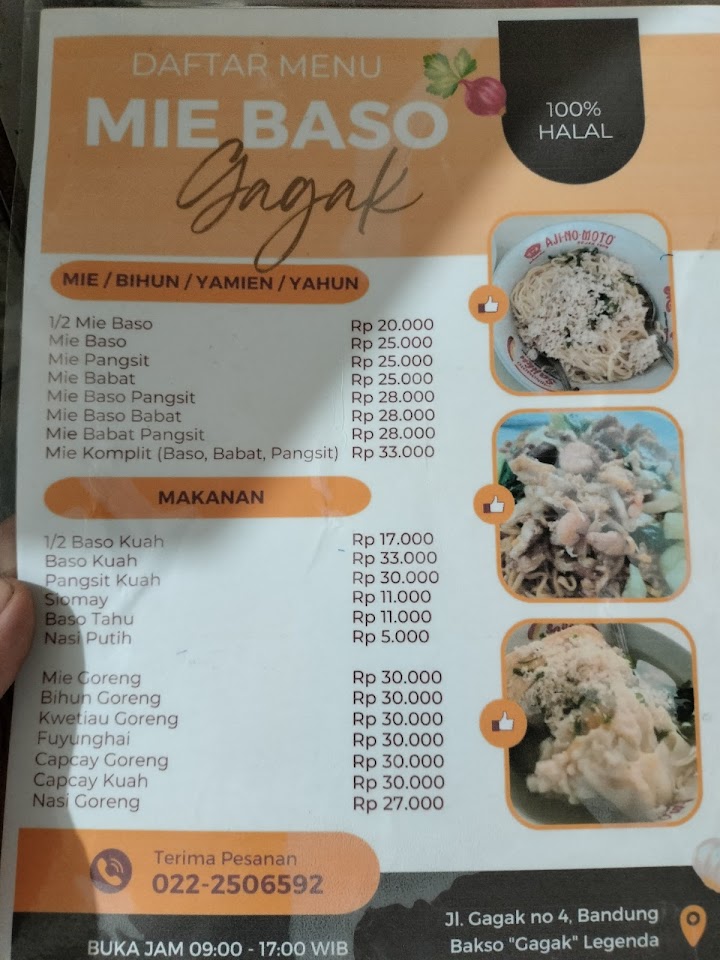 DAFTAR MENU
MIE BASO
Gagak
100%
HALAL
AJI-NO-MOTO
MIE / BIHUN / YAMIEN / YAHUN
1/2 Mie Baso Rp 20.000
Mie Baso Rp 25.000
Mie Pangsit Rp 25.000
Mie Babat Rp 25.000
Mie Baso Pangsit Rp 28.000
Mie Baso Babat Rp 28.000
Mie Babat Pangsit Rp 28.000
Mie Komplit (Baso, Babat, Pangsit) Rp 33.000
MAKANAN
1/2 Baso Kuah Rp 17.000
Baso Kuah Rp 33.000
Pangsit Kuah Rp 30.000
Siomay Rp 11.000
Baso Tahu Rp 11.000
Nasi Putih Rp 5.000
Mie Goreng Rp 30.000
Bihun Goreng Rp 30.000
Kwetiau Goreng Rp 30.000
Fuyunghai Rp 30.000
Capcay Goreng Rp 30.000
Capcay Kuah Rp 30.000
Nasi Goreng Rp 27.000
Terima Pesanan
022-2506592
BUKA JAM 09:00 - 17:00 WIB
Jl. Gagak no 4, Bandung
Bakso "Gagak" Legenda